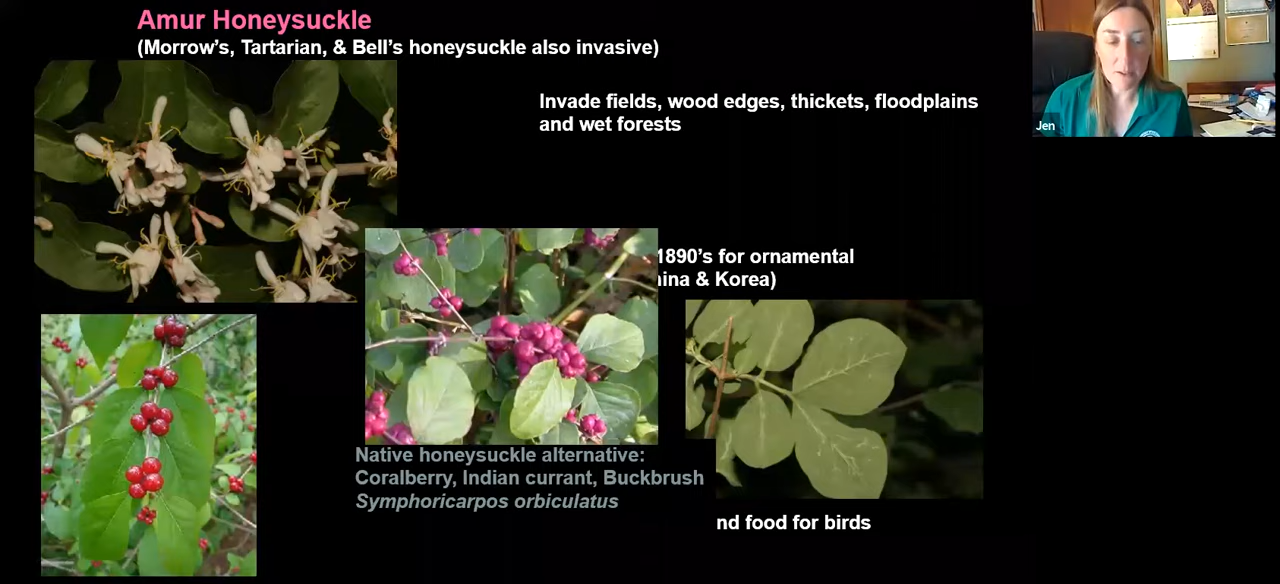 Amur Honeysuckle
(Morrow's, Tartarian, & Bell's honeysuckle also invasive)
Invade fields, wood edges, thickets, floodplains
and wet forests
Jen
1890's for ornamental
ina & Korea)
Native honeysuckle alternative:
Coralberry, Indian currant, Buckbrush
Symphoricarpos orbiculatus
nd food for birds